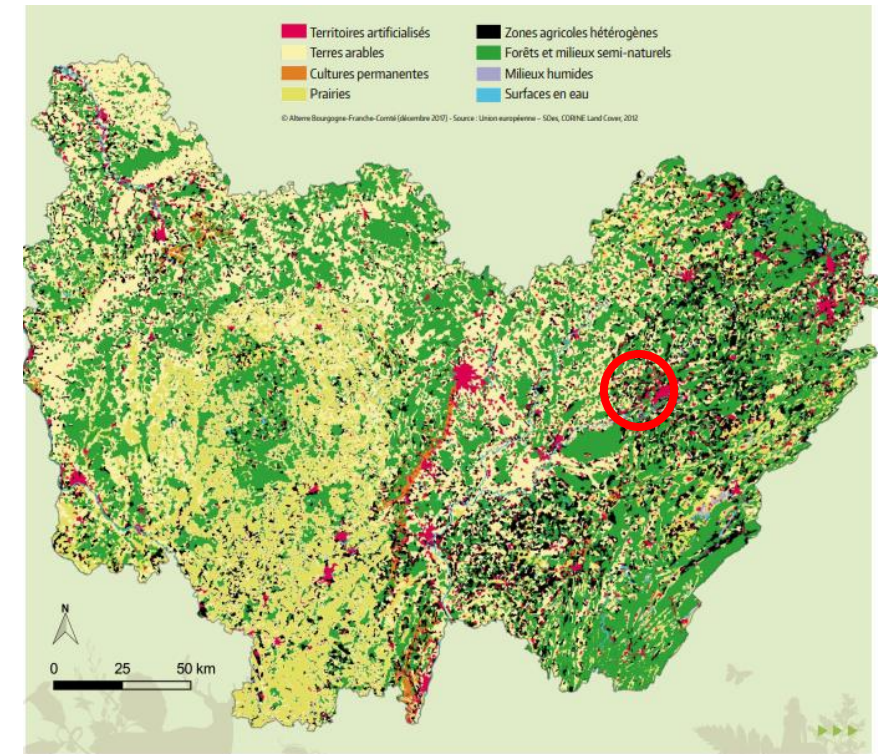 Territoires artificialisés
Terres arables
Cultures permanentes
Prairies
Zones agricoles hétérogènes
Forêts et milieux semi-naturels
Milieux humides
Surfaces en eau
© Alterre Bourgogne-Franche-Comté (décembre 2017) - Source : Union européenne – SOes, CORINE Land Cover, 2012
N
0 25 50 km